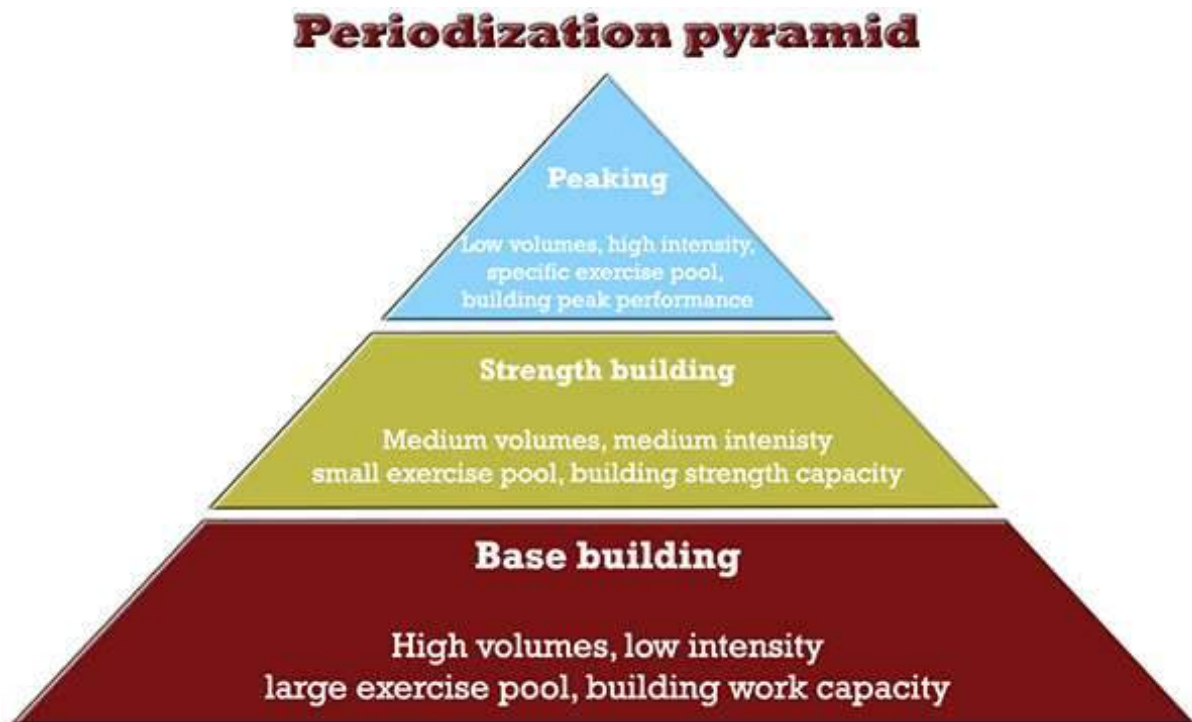 Periodization pyramid
Peaking
Low volumes, high intensity,
specific exercise pool,
building peak performance
Strength building
Medium volumes, medium intenisty
small exercise pool, building strength capacity
Base building
High volumes, low intensity
large exercise pool, building work capacity